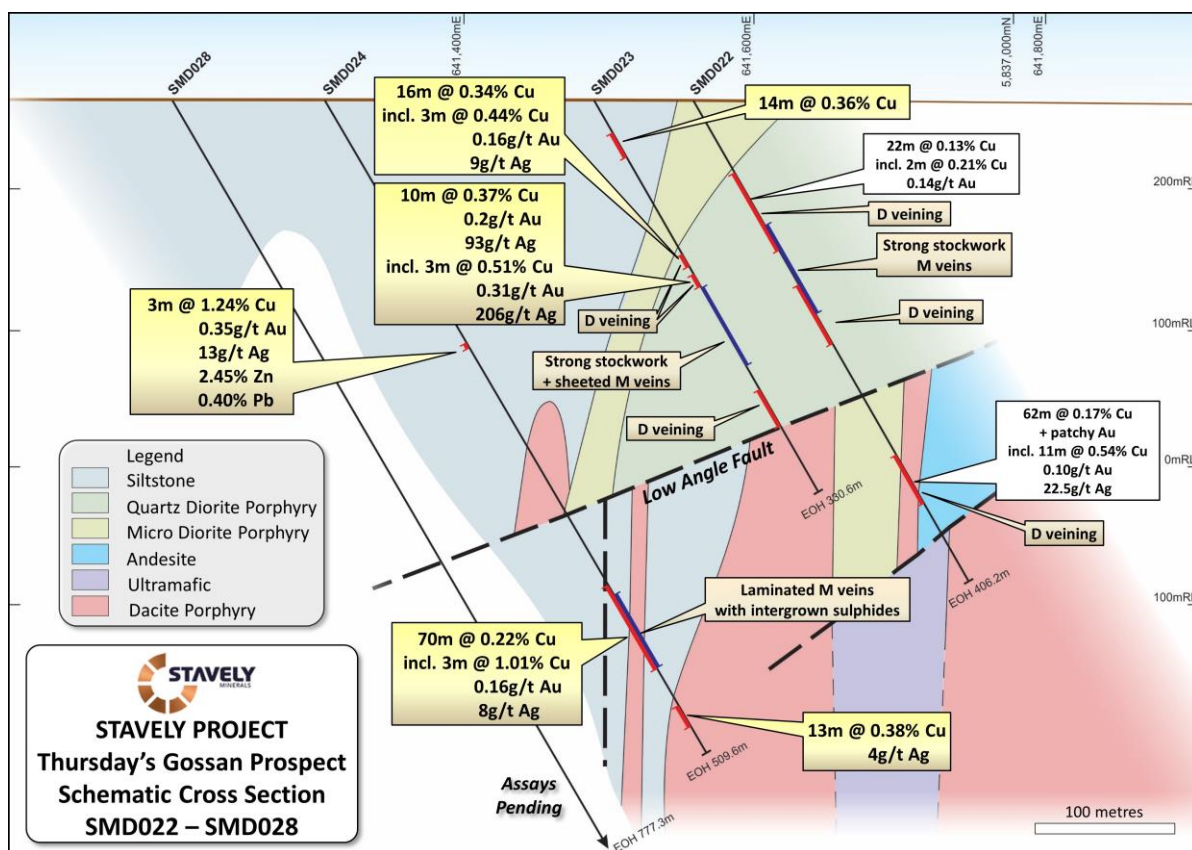 SMD028
SMD024
641,400mE
SMD023
SMD022
641,600mE
5,837,000mN
641,800mE
16m @ 0.34% Cu
incl. 3m @ 0.44% Cu
0.16g/t Au
9g/t Ag
14m @ 0.36% Cu
22m @ 0.13% Cu
incl. 2m @ 0.21% Cu
0.14g/t Au
200mRL
10m @ 0.37% Cu
0.2g/t Au
93g/t Ag
incl. 3m @ 0.51% Cu
0.31g/t Au
206g/t Ag
D veining
Strong stockwork
M veins
3m @ 1.24% Cu
0.35g/t Au
13g/t Ag
2.45% Zn
0.40% Pb
D veining
D veining
100mRL
Strong stockwork
+ sheeted M veins
D veining
62m @ 0.17% Cu
+ patchy Au
incl. 11m @ 0.54% Cu
0.10g/t Au
22.5g/t Ag
0mRL
Low Angle Fault
EOH 330.6m
D veining
Legend
Siltstone
Quartz Diorite Porphyry
Micro Diorite Porphyry
Andesite
Ultramafic
Dacite Porphyry
EOH 406.2m
100mRL
Laminated M veins
with intergrown sulphides
70m @ 0.22% Cu
incl. 3m @ 1.01% Cu
0.16g/t Au
8g/t Ag
13m @ 0.38% Cu
4g/t Ag
EOH 509.6m
Assays
Pending
EOH 777.3m
STAVELY
MINERALS
STAVELY PROJECT
Thursday's Gossan Prospect
Schematic Cross Section
SMD022 – SMD028
100 metres